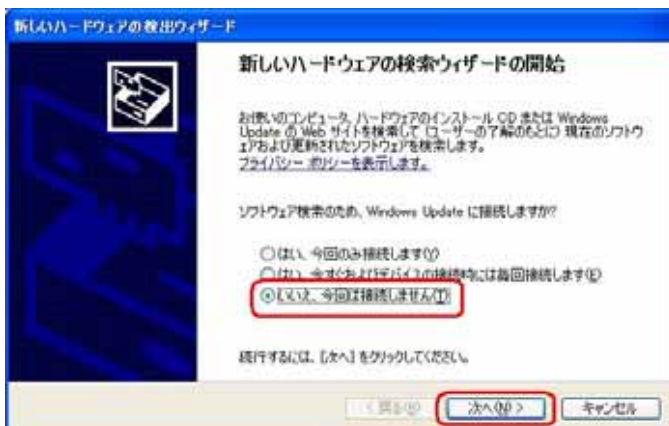 新しいハードウェアの検出ウィザード
新しいハードウェアの検索ウィザードの開始
お使いのコンピュータ、ハードウェアのインストール CD または Windows
Update の Web サイトを検索して (ユーザーの了解のもとに) 現在のソフトウ
ェアおよび更新されたソフトウェアを検索します。
プライバシー ポリシーを表示します。
ソフトウェア検索のため、Windows Update に接続しますか?
はい、今回のみ接続します(Y)
はい、今すぐおよびデバイスの接続時には毎回接続します(E)
いいえ、今回は接続しません(T)
続行するには、[次へ] をクリックしてください。
< 戻る(B)
次へ(N) >
キャンセル